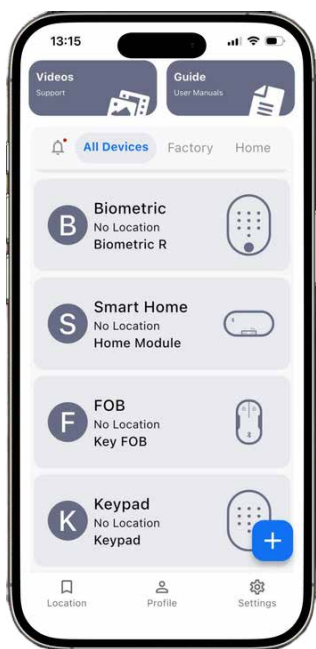 13:15
Videos
Support
Guide
User Manuals
All Devices
Factory
Home
B
Biometric
No Location
Biometric R
S
Smart Home
No Location
Home Module
F
FOB
No Location
Key FOB
K
Keypad
No Location
Keypad
+
Location
Profile
Settings